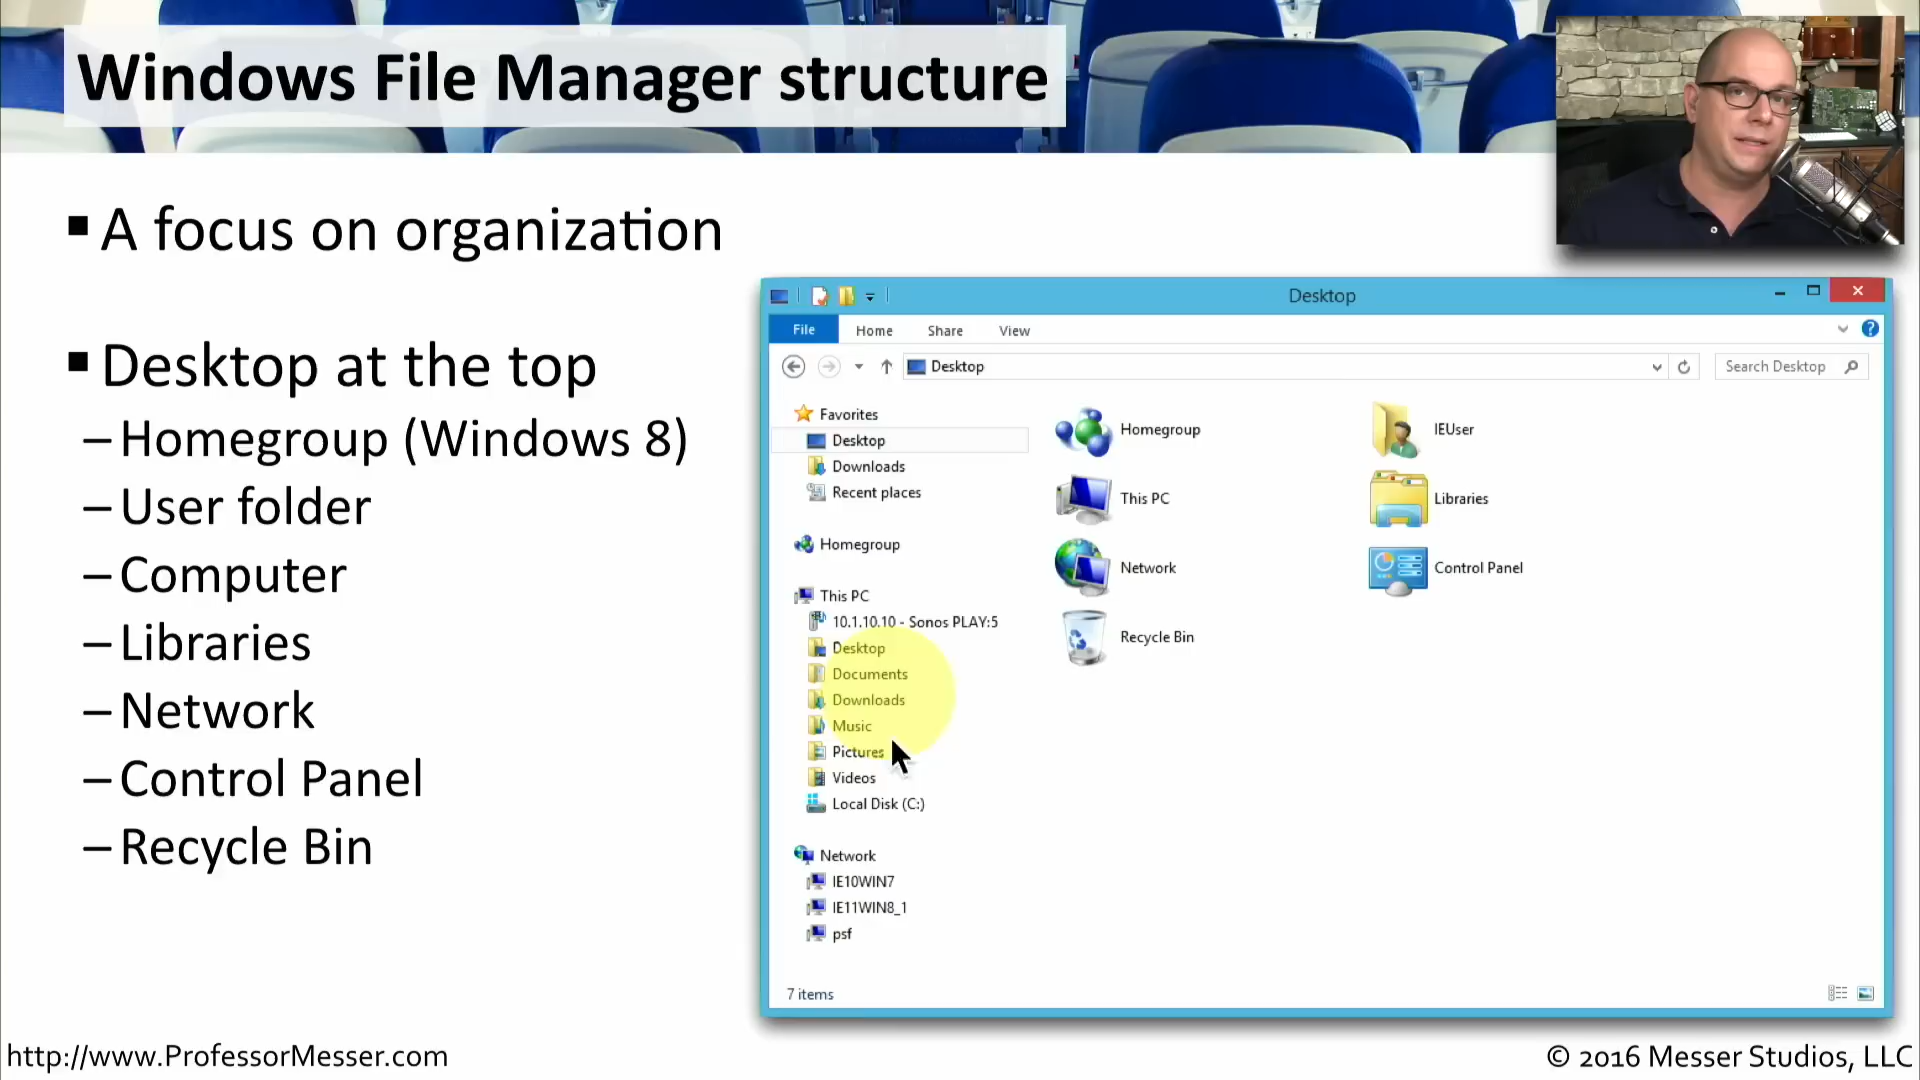 Windows File Manager structure
▪ A focus on organization
▪ Desktop at the top
– Homegroup (Windows 8)
– User folder
– Computer
– Libraries
– Network
– Control Panel
– Recycle Bin
Desktop
File Home Share View
Desktop
Search Desktop
Favorites
Desktop
Downloads
Recent places
Homegroup
This PC
10.1.10.10 - Sonos PLAY:5
Desktop
Documents
Downloads
Music
Pictures
Videos
Local Disk (C:)
Network
IE10WIN7
IE11WIN8_1
psf
Homegroup
IEUser
This PC
Libraries
Network
Control Panel
Recycle Bin
7 items
http://www.ProfessorMesser.com
© 2016 Messer Studios, LLC